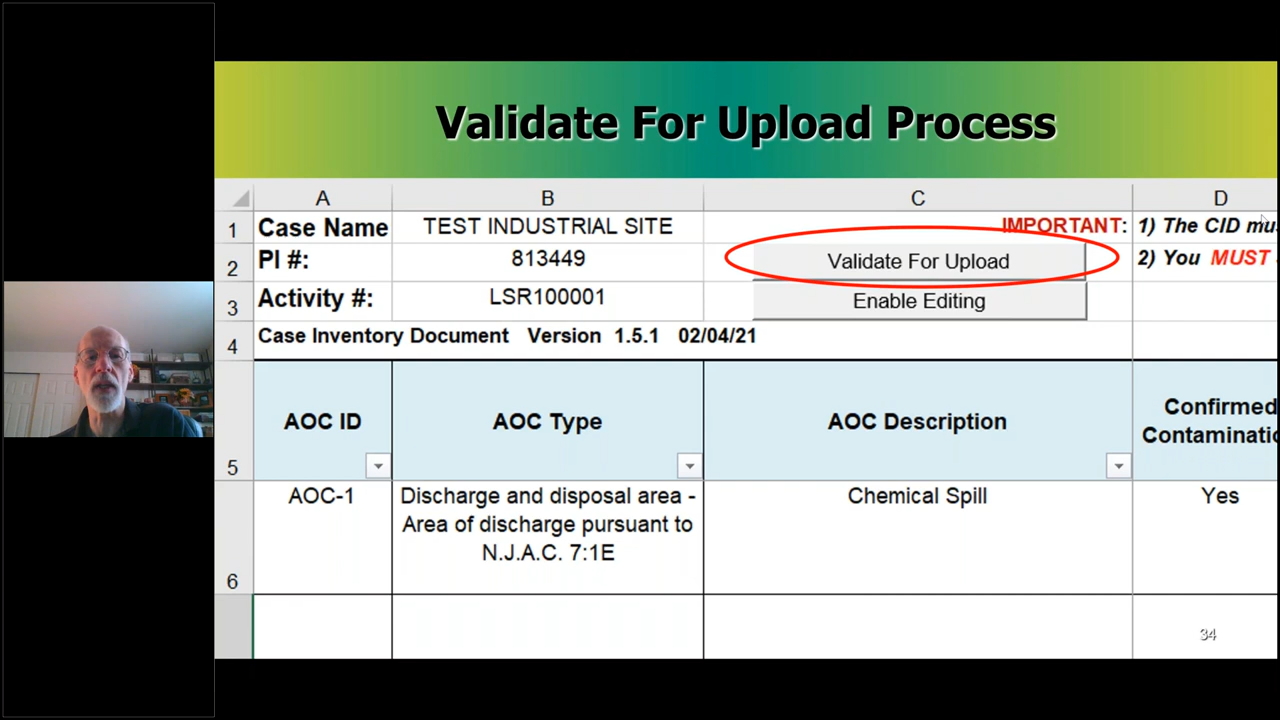 Validate For Upload Process
A B C D
1 Case Name TEST INDUSTRIAL SITE IMPORTANT: 1) The CID mus
2 PI #: 813449 Validate For Upload 2) You MUST
3 Activity #: LSR100001 Enable Editing
4 Case Inventory Document Version 1.5.1 02/04/21
5 AOC ID AOC Type AOC Description Confirmed
Contaminatio
6 AOC-1 Discharge and disposal area - Chemical Spill Yes
Area of discharge pursuant to
N.J.A.C. 7:1E
34